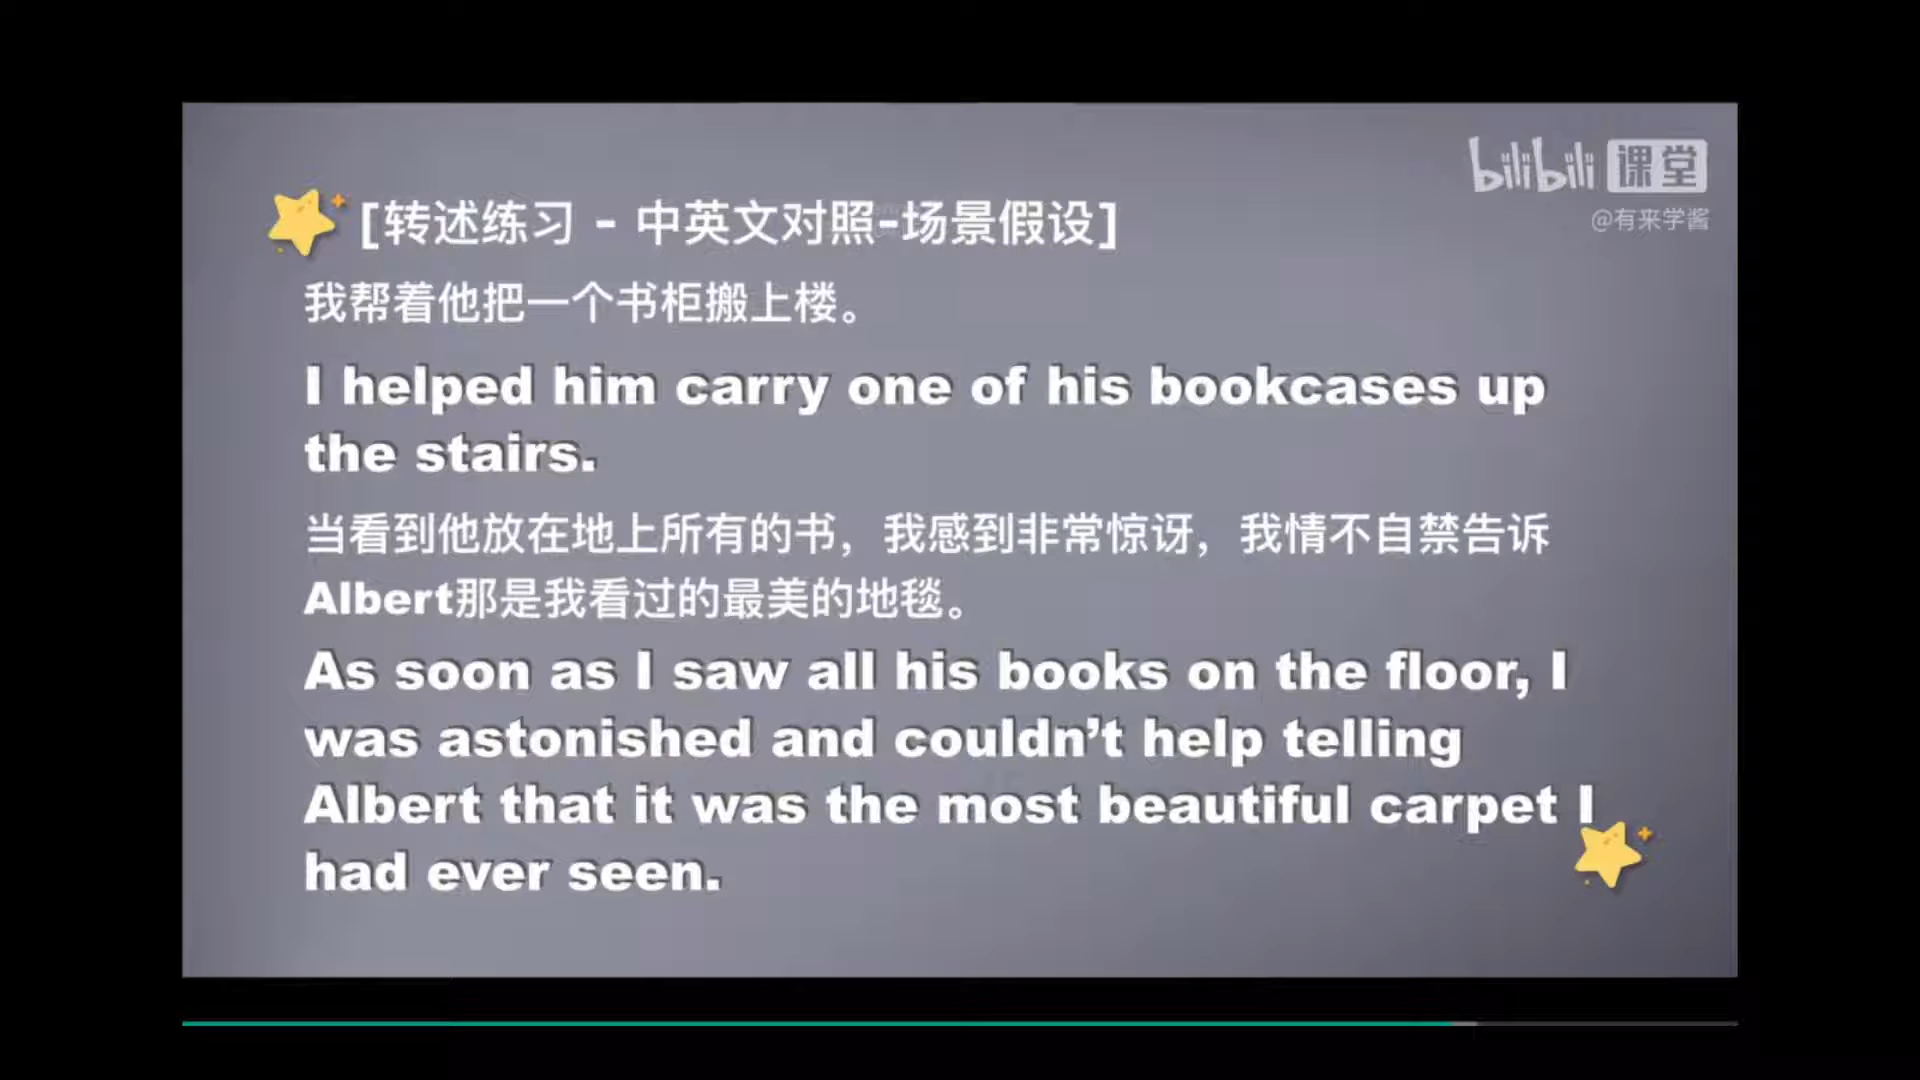 bilibili 课堂
@有来学酱
[转述练习 - 中英文对照-场景假设]
我帮着他把一个书柜搬上楼。
I helped him carry one of his bookcases up
the stairs.
当看到他放在地上所有的书，我感到非常惊讶，我情不自禁告诉
Albert那是我看过的最美的地毯。
As soon as I saw all his books on the floor, I
was astonished and couldn’t help telling
Albert that it was the most beautiful carpet I
had ever seen.